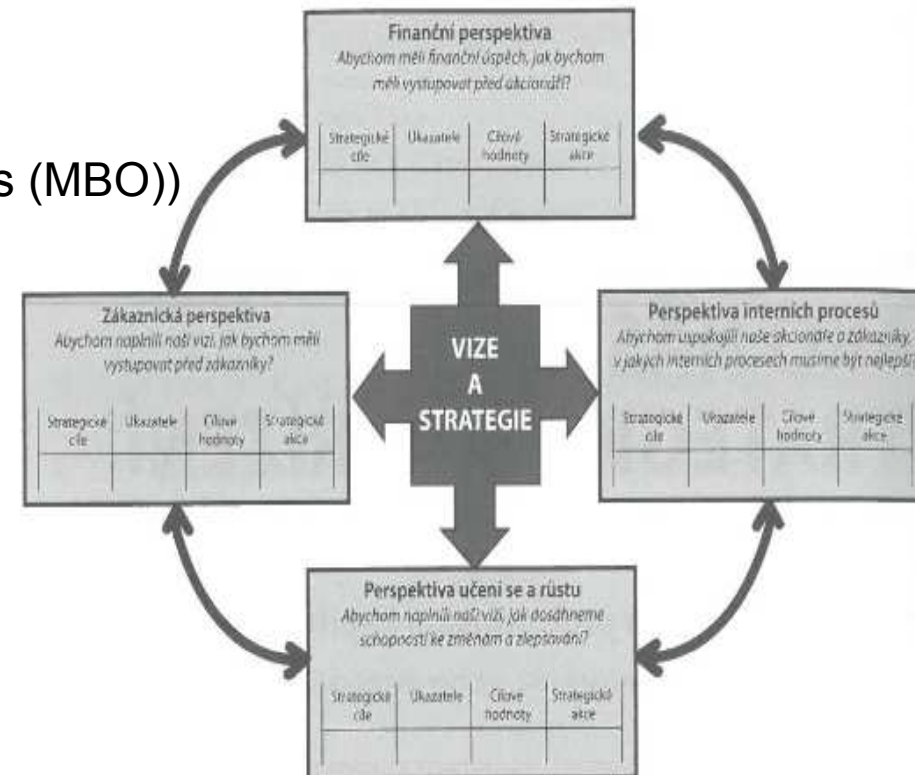 s (MBO))
Finanční perspektiva
Abychom měli finanční úspěch, jak bychom
měli vystupovat před akcionáři?
Strategické Ukazatele Cílové Strategické
cíle hodnoty akce
Zákaznická perspektiva
Abychom naplnili naši vizi, jak bychom měli
vystupovat před zákazníky?
Strategické Ukazatele Cílové Strategické
cíle hodnoty akce
VIZE
A
STRATEGIE
Perspektiva interních procesů
Abychom uspokojili naše akcionáře a zákazníky,
v jakých interních procesech musíme být nejlepší
Strategické Ukazatele Cílové Strategické
cíle hodnoty akce
Perspektiva učení se a růstu
Abychom naplnili naši vizi, jak dosáhneme
schopností ke změnám a zlepšování?
Strategické Ukazatele Cílové Strategické
cíle hodnoty akce